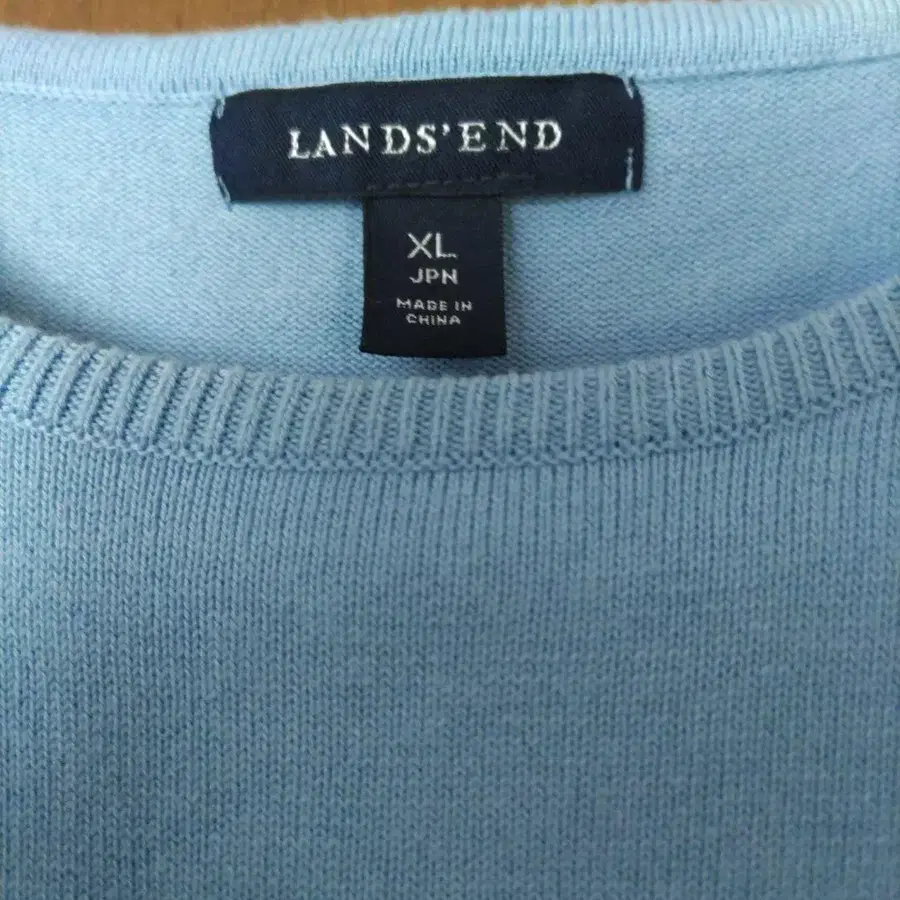 LANDS' END
XL
JPN
MADE IN
CHINA